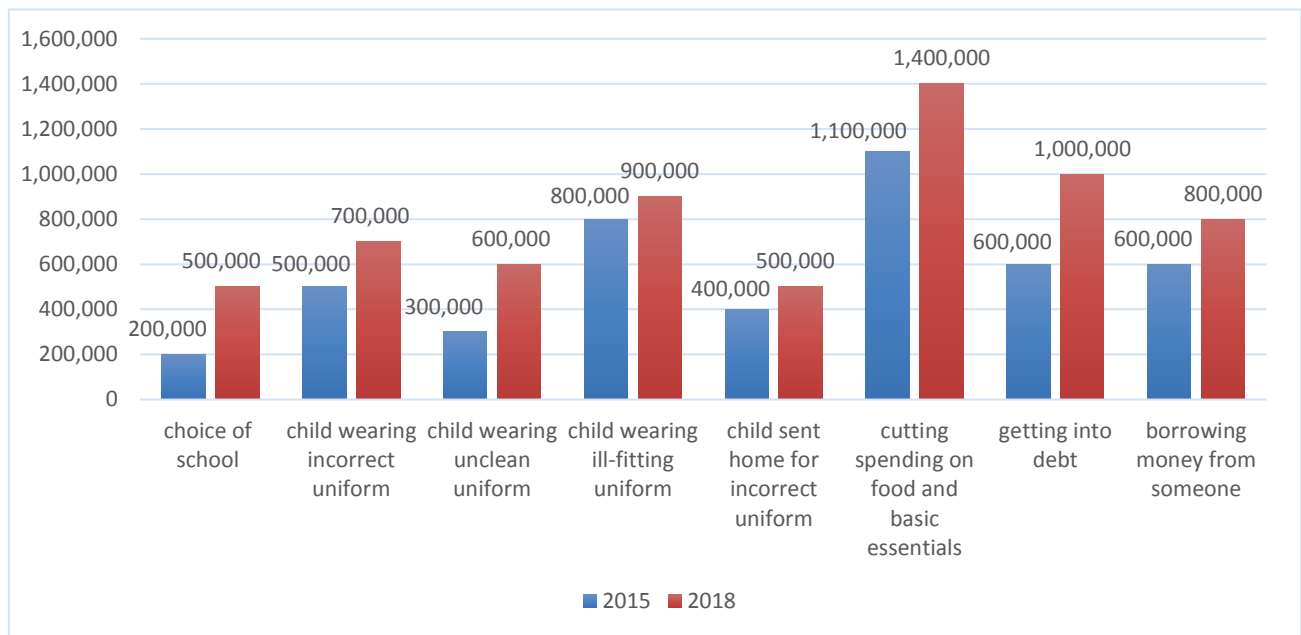 1,600,000
1,400,000
1,200,000
1,000,000
800,000
600,000
400,000
200,000
0
200,000
500,000
500,000
700,000
300,000
600,000
800,000
900,000
400,000
500,000
1,100,000
1,400,000
600,000
1,000,000
600,000
800,000
choice of
school
child wearing
incorrect
uniform
child wearing
unclean
uniform
child wearing
ill-fitting
uniform
child sent
home for
incorrect
uniform
cutting
spending on
food and
basic
essentials
getting into
debt
borrowing
money from
someone
2015
2018